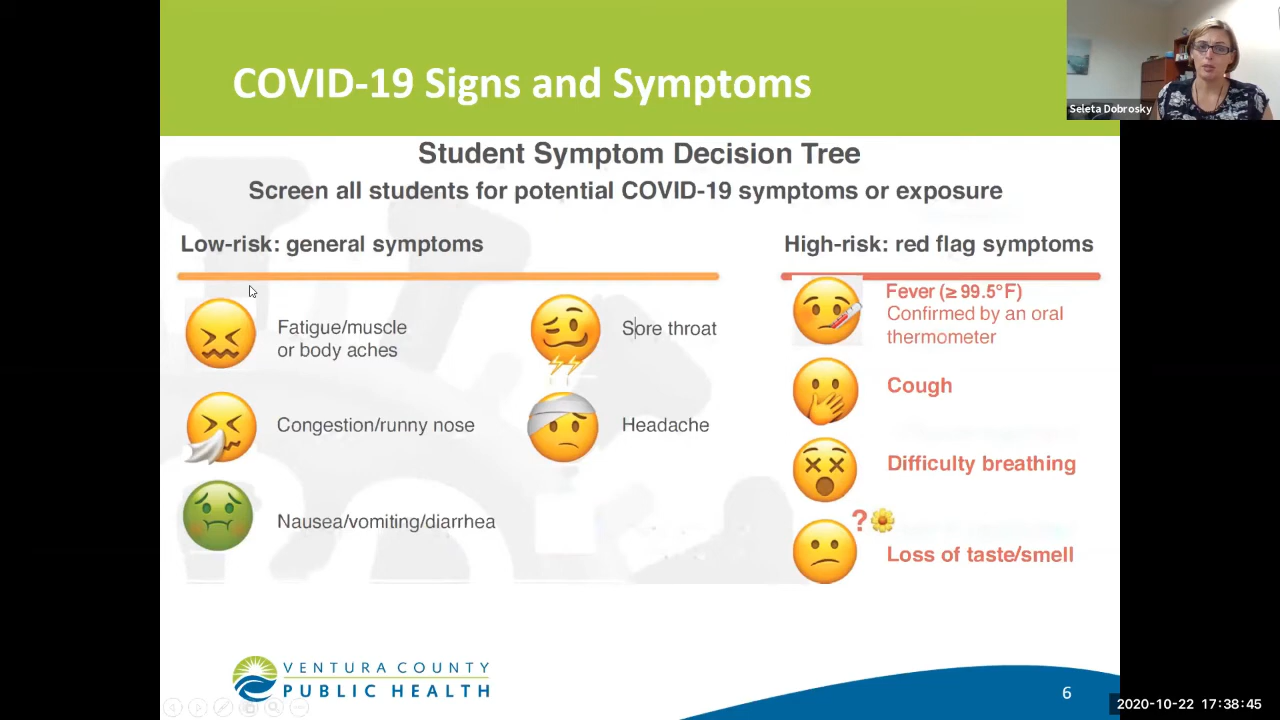 COVID-19 Signs and Symptoms
Seleta Dobrosky
Student Symptom Decision Tree
Screen all students for potential COVID-19 symptoms or exposure
Low-risk: general symptoms
Fatigue/muscle
or body aches
Sore throat
Congestion/runny nose
Headache
Nausea/vomiting/diarrhea
High-risk: red flag symptoms
Fever (≥ 99.5°F)
Confirmed by an oral
thermometer
Cough
Difficulty breathing
?
Loss of taste/smell
VENTURA COUNTY
PUBLIC HEALTH
6
2020-10-22 17:38:45